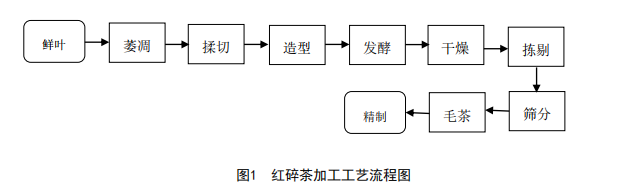 鲜叶 萎凋 揉切 造型 发酵 干燥 拣剔
精制 毛茶 筛分
图1 红碎茶加工工艺流程图